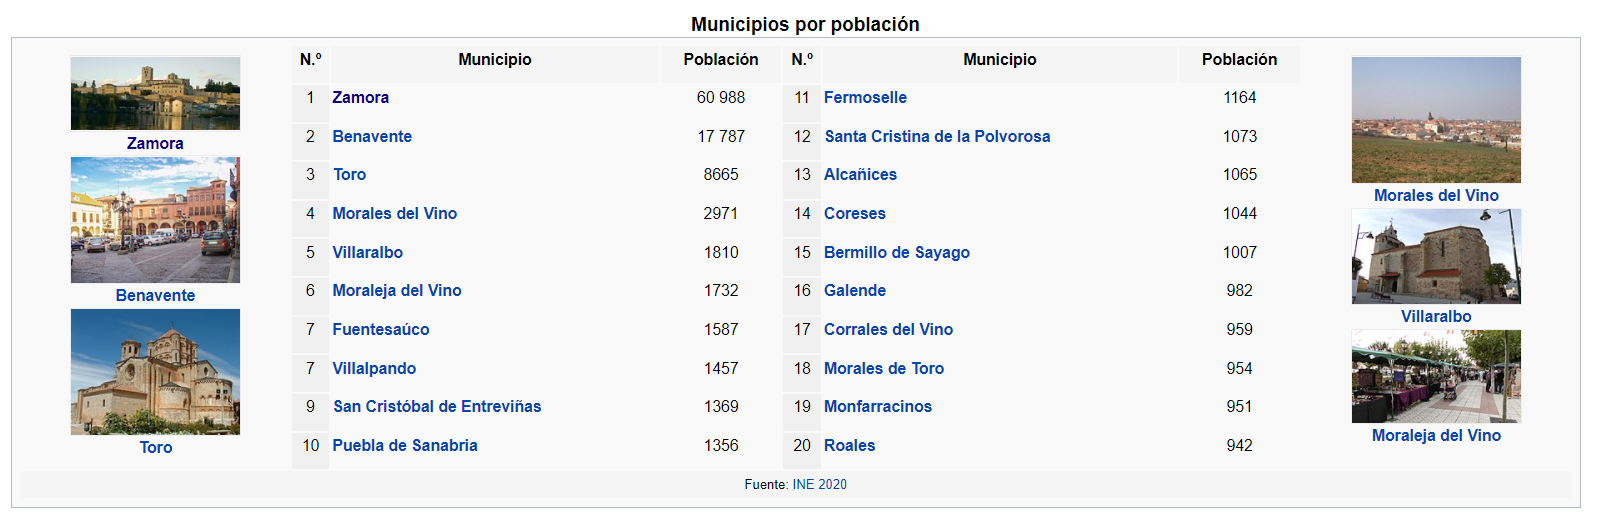 Municipios por población
N.º Municipio Población N.º Municipio Población
1 Zamora 60 988 11 Fermoselle 1164
2 Benavente 17 787 12 Santa Cristina de la Polvorosa 1073
3 Toro 8665 13 Alcañices 1065
4 Morales del Vino 2971 14 Coreses 1044
5 Villaralbo 1810 15 Bermillo de Sayago 1007
6 Moraleja del Vino 1732 16 Galende 982
7 Fuentesaúco 1587 17 Corrales del Vino 959
7 Villalpando 1457 18 Morales de Toro 954
9 San Cristóbal de Entreviñas 1369 19 Monfarracinos 951
10 Puebla de Sanabria 1356 20 Roales 942
Zamora
Benavente
Toro
Morales del Vino
Villaralbo
Moraleja del Vino
Fuente: INE 2020